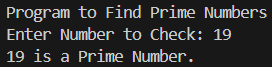 Program to Find Prime Numbers
Enter Number to Check: 19
19 is a Prime Number.